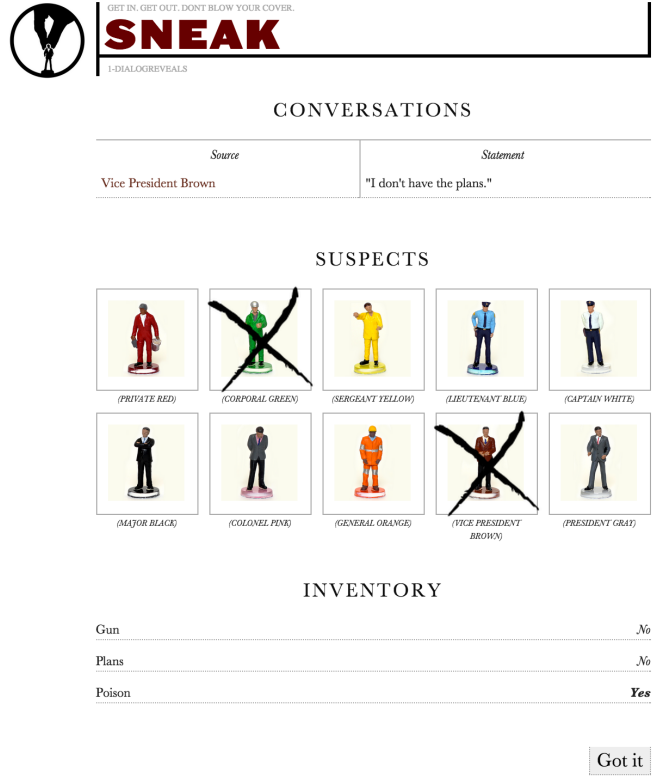 GET IN. GET OUT. DONT BLOW YOUR COVER.
SNEAK
1-DIALOGREVEALS
CONVERSATIONS
Source Statement
Vice President Brown "I don't have the plans."
SUSPECTS
(PRIVATE RED) (CORPORAL GREEN) (SERGEANT YELLOW) (LIEUTENANT BLUE) (CAPTAIN WHITE)
(MAJOR BLACK) (COLONEL PINK) (GENERAL ORANGE) (VICE PRESIDENT BROWN) (PRESIDENT GRAY)
INVENTORY
Gun No
Plans No
Poison Yes
Got it